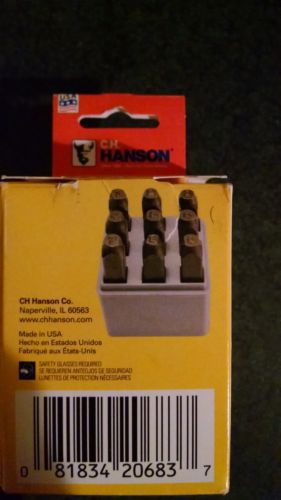 USA
CH
HANSON
CH Hanson Co.
Naperville, IL 60563
www.chhanson.com
Made in USA
Hecho en Estados Unidos
Fabriqué aux États-Unis
SAFETY GLASSES REQUIRED
SE REQUIEREN ANTEOJOS DE SEGURIDAD
LUNETTES DE PROTECTION NÉCESSAIRES
0 81834 20683 7